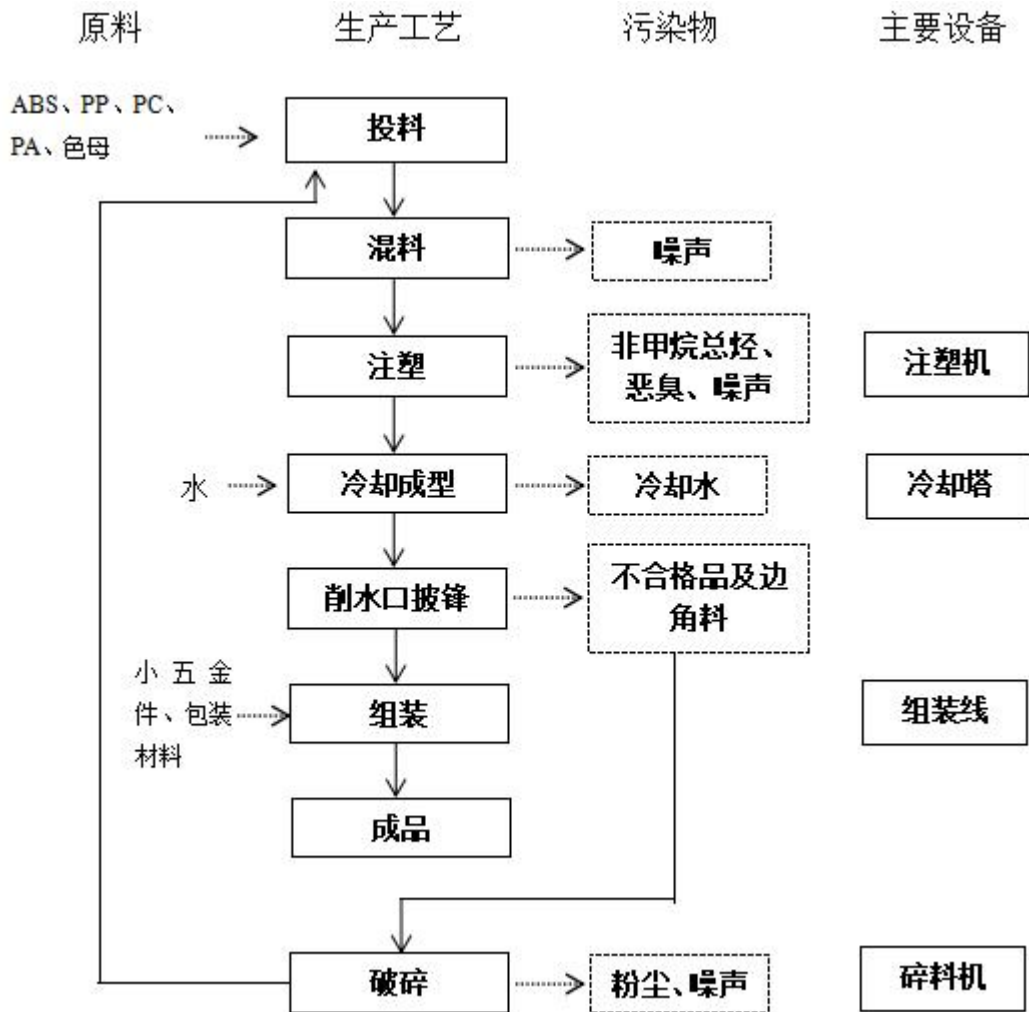 原料 生产工艺 污染物 主要设备
ABS、PP、PC、
PA、色母
投料
混料
噪声
注塑
非甲烷总烃、
恶臭、噪声
注塑机
水
冷却成型
冷却水
冷却塔
削水口披锋
不合格品及边
角料
小五金
件、包装
材料
组装
组装线
成品
破碎
粉尘、噪声
碎料机